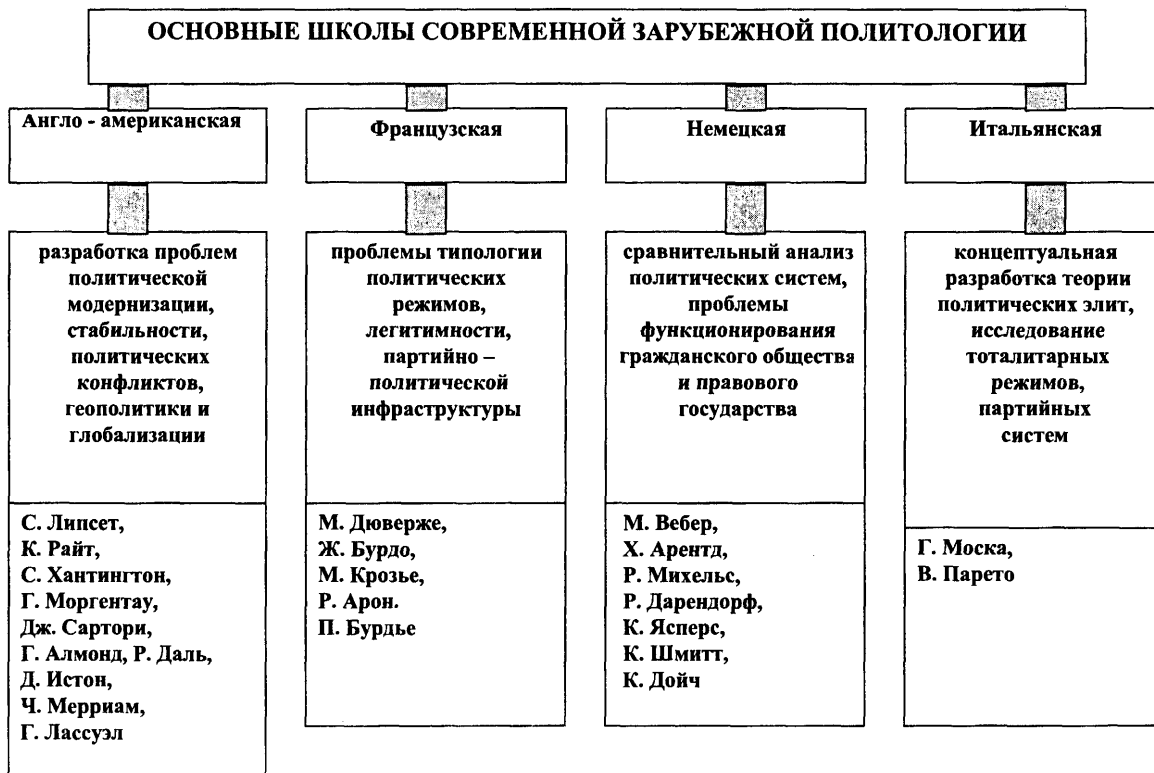 ОСНОВНЫЕ ШКОЛЫ СОВРЕМЕННОЙ ЗАРУБЕЖНОЙ ПОЛИТОЛОГИИ
Англо - американская
разработка проблем
политической
модернизации,
стабильности,
политических
конфликтов,
геополитики и
глобализации
С. Липсет,
К. Райт,
С. Хантингтон,
Г. Моргентау,
Дж. Сартори,
Г. Алмонд, Р. Даль,
Д. Истон,
Ч. Мерриам,
Г. Лассуэл
Французская
проблемы типологии
политических
режимов,
легитимности,
партийно –
политической
инфраструктуры
М. Дюверже,
Ж. Бурдо,
М. Крозье,
Р. Арон.
П. Бурдье
Немецкая
сравнительный анализ
политических систем,
проблемы
функционирования
гражданского общества
и правового
государства
М. Вебер,
Х. Арентд,
Р. Михельс,
Р. Дарендорф,
К. Ясперс,
К. Шмитт,
К. Дойч
Итальянская
концептуальная
разработка теории
политических элит,
исследование
тоталитарных
режимов,
партийных
систем
Г. Моска,
В. Парето